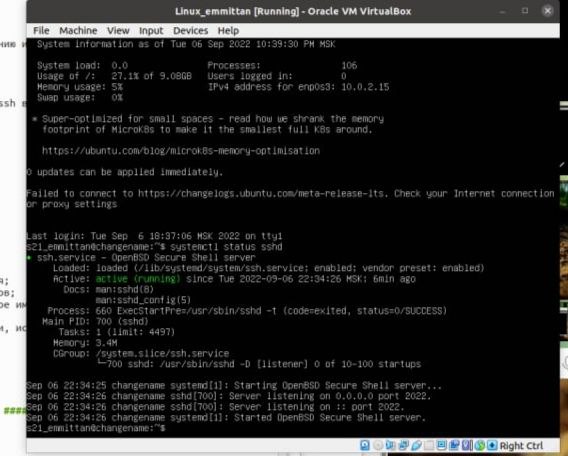 Linux_emmittan [Running] - Oracle VM VirtualBox
File Machine View Input Devices Help
System information as of Tue 06 Sep 2022 10:39:30 PM MSK
System load: 0.0 Processes: 106
Usage of /: 27.1% of 9.08GB Users logged in: 0
Memory usage: 5% IPv4 address for enp0s3: 10.0.2.15
Swap usage: 0%
* Super-optimized for small spaces - read how we shrank the memory
footprint of MicroK8s to make it the smallest full K8s around.
https://ubuntu.com/blog/microk8s-memory-optimisation
0 updates can be applied immediately.
Failed to connect to https://changelogs.ubuntu.com/meta-release-lts. Check your Internet connection
or proxy settings
Last login: Tue Sep 6 18:37:06 MSK 2022 on tty1
s21_emmittan@changename:~$ systemctl status sshd
● ssh.service - OpenBSD Secure Shell server
Loaded: loaded (/lib/systemd/system/ssh.service; enabled; vendor preset: enabled)
Active: active (running) since Tue 2022-09-06 22:34:26 MSK; 6min ago
Docs: man:sshd(8)
man:sshd_config(5)
Process: 660 ExecStartPre=/usr/sbin/sshd -t (code=exited, status=0/SUCCESS)
Main PID: 700 (sshd)
Tasks: 1 (limit: 4497)
Memory: 3.4M
CGroup: /system.slice/ssh.service
└─700 sshd: /usr/sbin/sshd -D [listener] 0 of 10-100 startups
Sep 06 22:34:25 changename systemd[1]: Starting OpenBSD Secure Shell server...
Sep 06 22:34:26 changename sshd[700]: Server listening on 0.0.0.0 port 2022.
Sep 06 22:34:26 changename sshd[700]: Server listening on :: port 2022.
Sep 06 22:34:26 changename systemd[1]: Started OpenBSD Secure Shell server.
s21_emmittan@changename:~$
Right Ctrl
нию и
ssh в
я;
ов;
ое им
и, ис
####